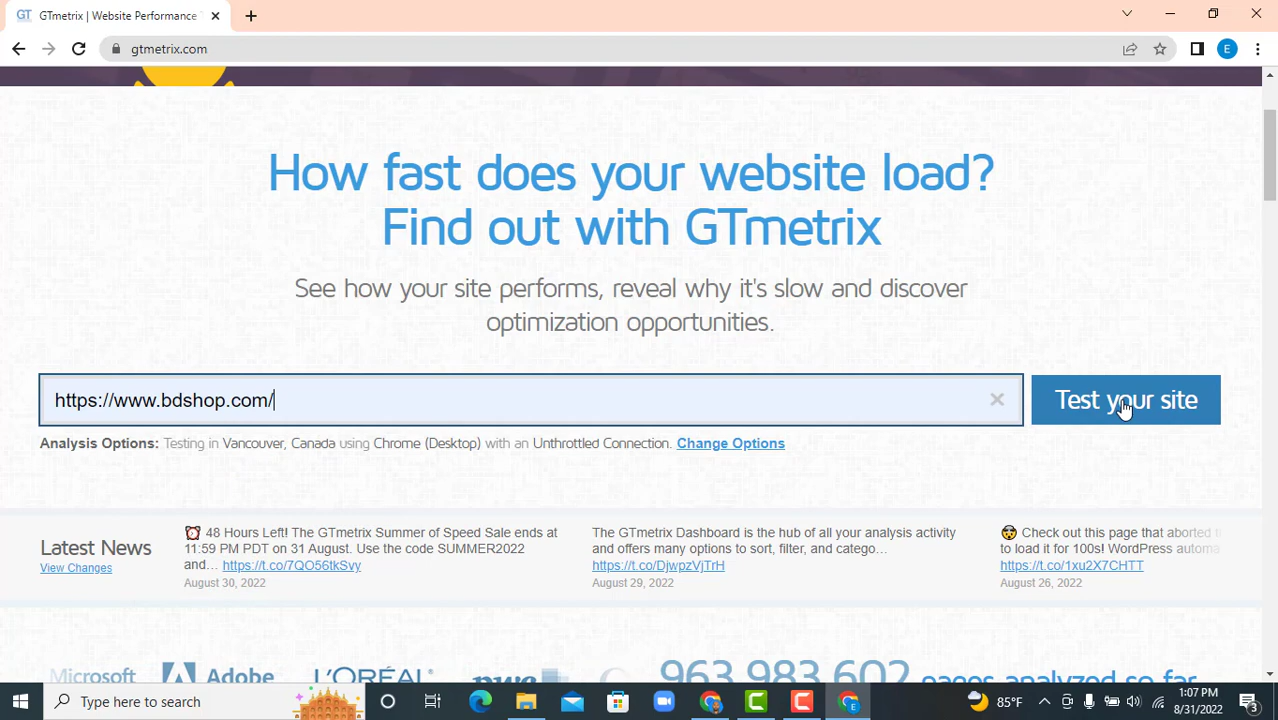 GTmetrix | Website Performance
gtmetrix.com
E
How fast does your website load?
Find out with GTmetrix
See how your site performs, reveal why it's slow and discover
optimization opportunities.
https://www.bdshop.com/
Test your site
Analysis Options: Testing in Vancouver, Canada using Chrome (Desktop) with an Unthrottled Connection. Change Options
Latest News
View Changes
⏰ 48 Hours Left! The GTmetrix Summer of Speed Sale ends at
11:59 PM PDT on 31 August. Use the code SUMMER2022
and… https://t.co/7QO56tkSvy
August 30, 2022
The GTmetrix Dashboard is the hub of all your analysis activity
and offers many options to sort, filter, and catego…
https://t.co/DjwpzVjTrH
August 29, 2022
Check out this page that aborted t
to load it for 100s! WordPress automa
https://t.co/1xu2X7CHTT
August 26, 2022
Microsoft
Adobe
L'ORÉAL
pwc
963,983,602
pages analyzed so far
Type here to search
85°F
1:07 PM
8/31/2022
3